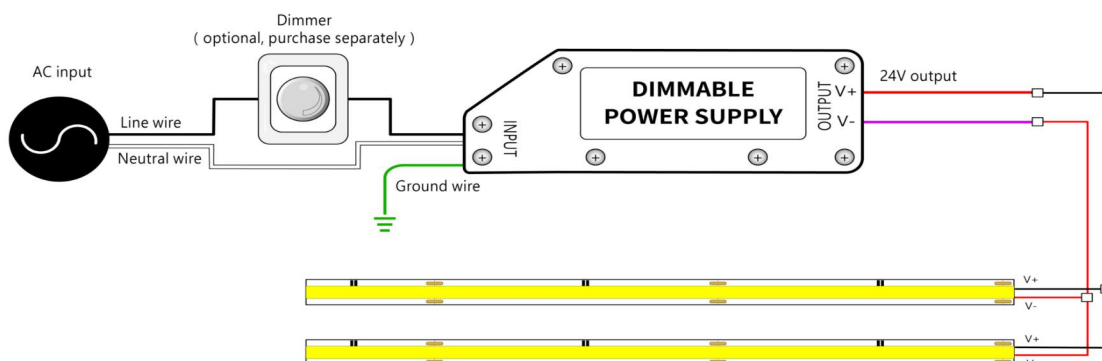 Dimmer
( optional, purchase separately )
AC input
Line wire
Neutral wire
Ground wire
INPUT
DIMMABLE
POWER SUPPLY
OUTPUT
V+
V-
24V output
V+
V-
V+